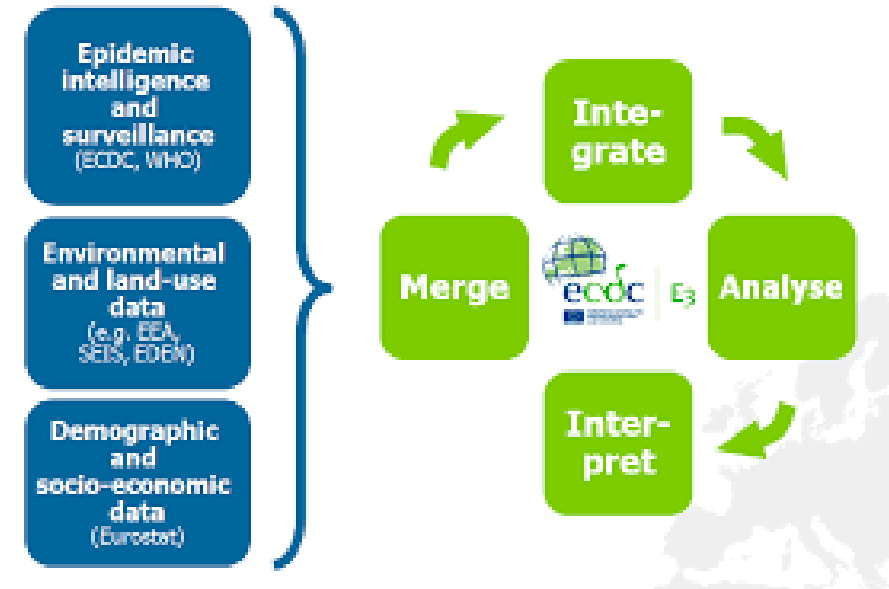 Epidemic
intelligence
and
surveillance
(ECDC, WHO)
Environmental
and land-use
data
(e.g. EEA,
SEIS, EDEN)
Demographic
and
socio-economic
data
(Eurostat)
Inte-
grate
Merge
ecdc
E3
Analyse
Inter-
pret